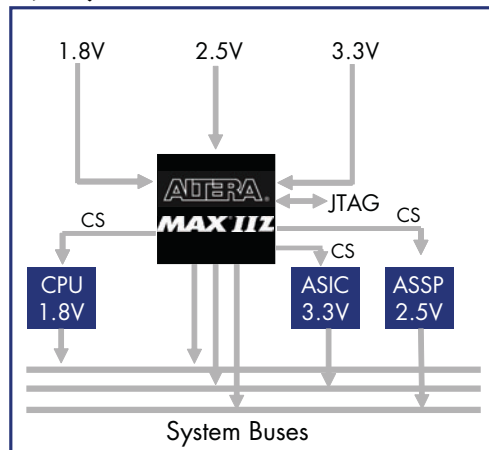 1.8V 2.5V 3.3V
ALTERA®
MAX® IIZ
JTAG
CS
CS
CS
CPU
1.8V
ASIC
3.3V
ASSP
2.5V
System Buses